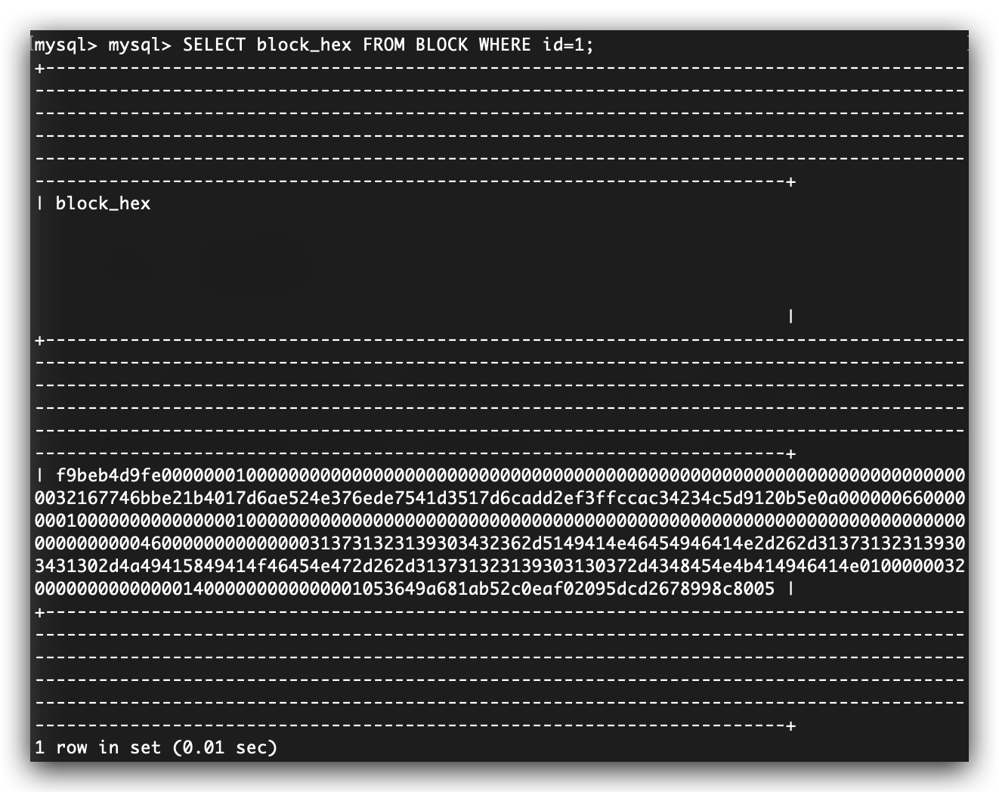 mysql> mysql> SELECT block_hex FROM BLOCK WHERE id=1;
+---------------------------------------------------------------------------------------
----------------------------------------------------------------------------------------
----------------------------------------------------------------------------------------
----------------------------------------------------------------------------------------
----------------------------------------------------------------------------------------
-----------------------------------------------------------------------+
| block_hex
|
+---------------------------------------------------------------------------------------
----------------------------------------------------------------------------------------
----------------------------------------------------------------------------------------
----------------------------------------------------------------------------------------
----------------------------------------------------------------------------------------
-----------------------------------------------------------------------+
| f9beb4d9fe0000000100000000000000000000000000000000000000000000000000000000000000000000
0032167746bbe21b4017d6ae524e376ede7541d3517d6cadd2ef3ffccac34234c5d9120b5e0a000000660000
0001000000000000000100000000000000000000000000000000000000000000000000000000000000000000
0000000000460000000000000031373132313930343236​2d5149414e46454946414e2d262d31373132313930
3431302d4a49415849414f46454e472d262d313731323139303130372d4348454e4b414946414e0100000032
0000000000000014000000000000001053649a681ab52c0eaf02095dcd2678998c8005 |
+---------------------------------------------------------------------------------------
----------------------------------------------------------------------------------------
----------------------------------------------------------------------------------------
----------------------------------------------------------------------------------------
----------------------------------------------------------------------------------------
-----------------------------------------------------------------------+
1 row in set (0.01 sec)